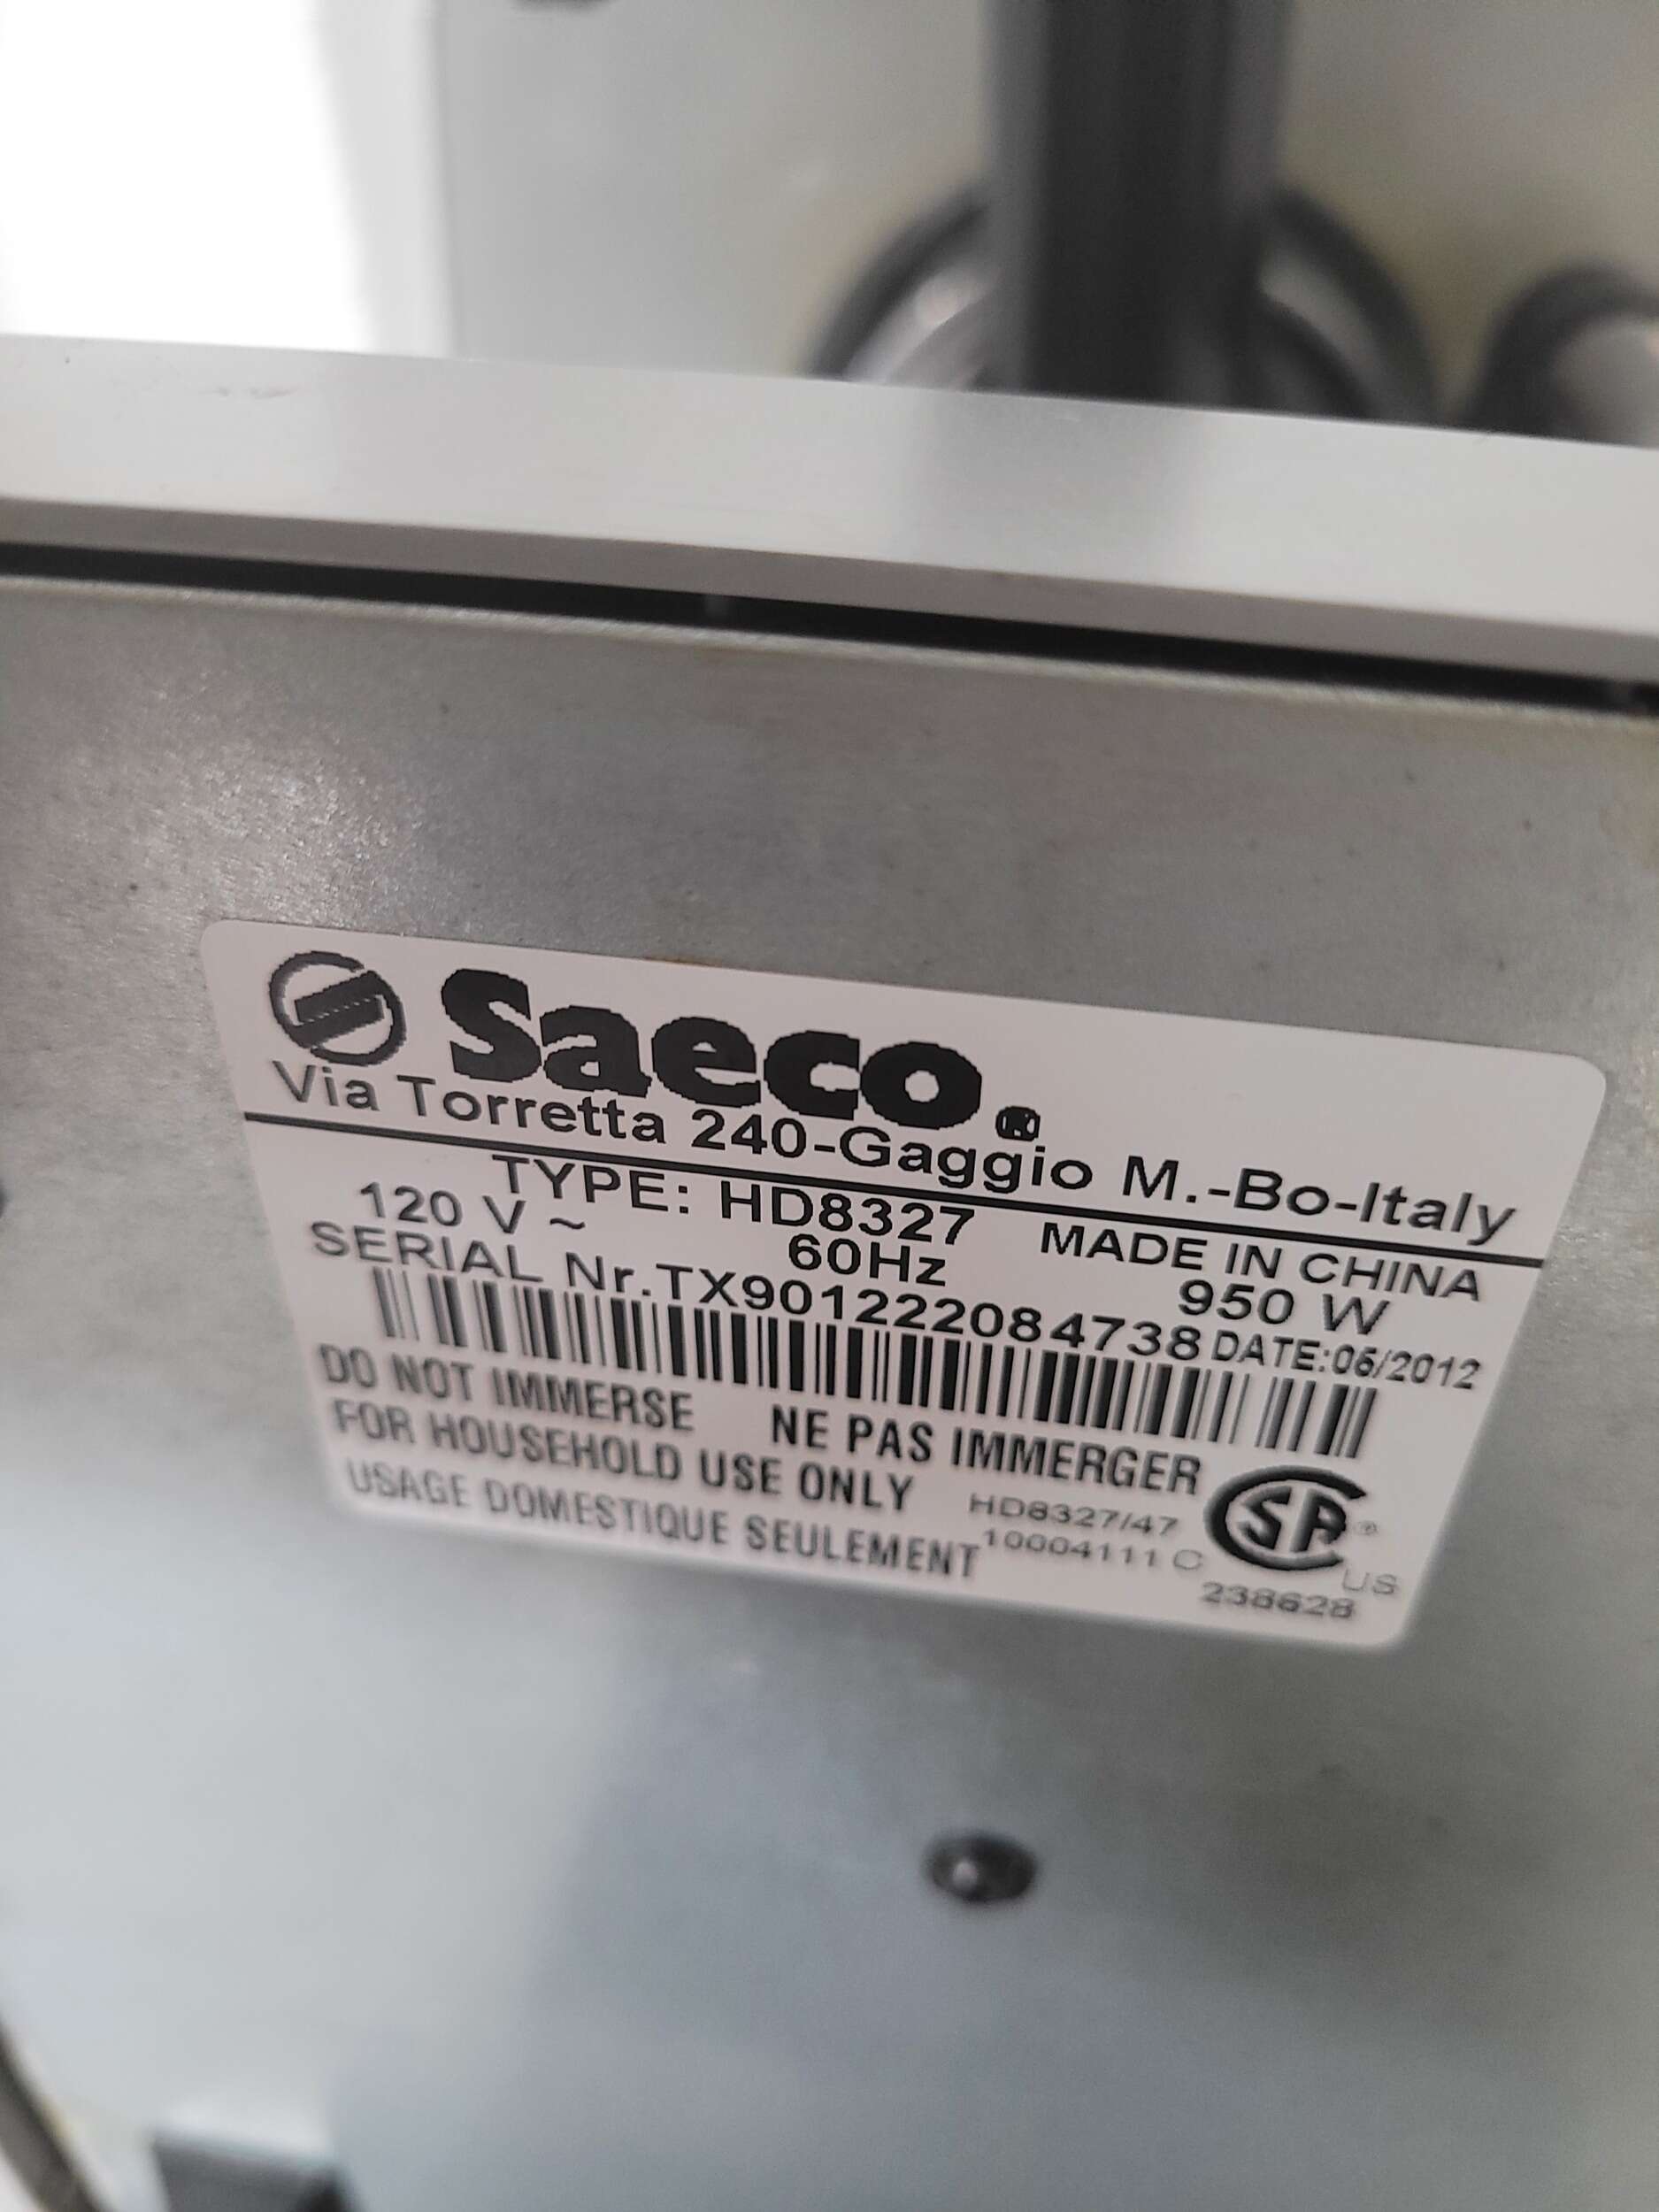 Saeco®
Via Torretta 240-Gaggio M.-Bo-Italy
TYPE: HD8327 MADE IN CHINA
120 V ~ 60Hz 950 W
SERIAL Nr.TX901222084738 DATE:06/2012
DO NOT IMMERSE NE PAS IMMERGER
FOR HOUSEHOLD USE ONLY
USAGE DOMESTIQUE SEULEMENT
HD8327/47
10004111 C
SA® US
238628